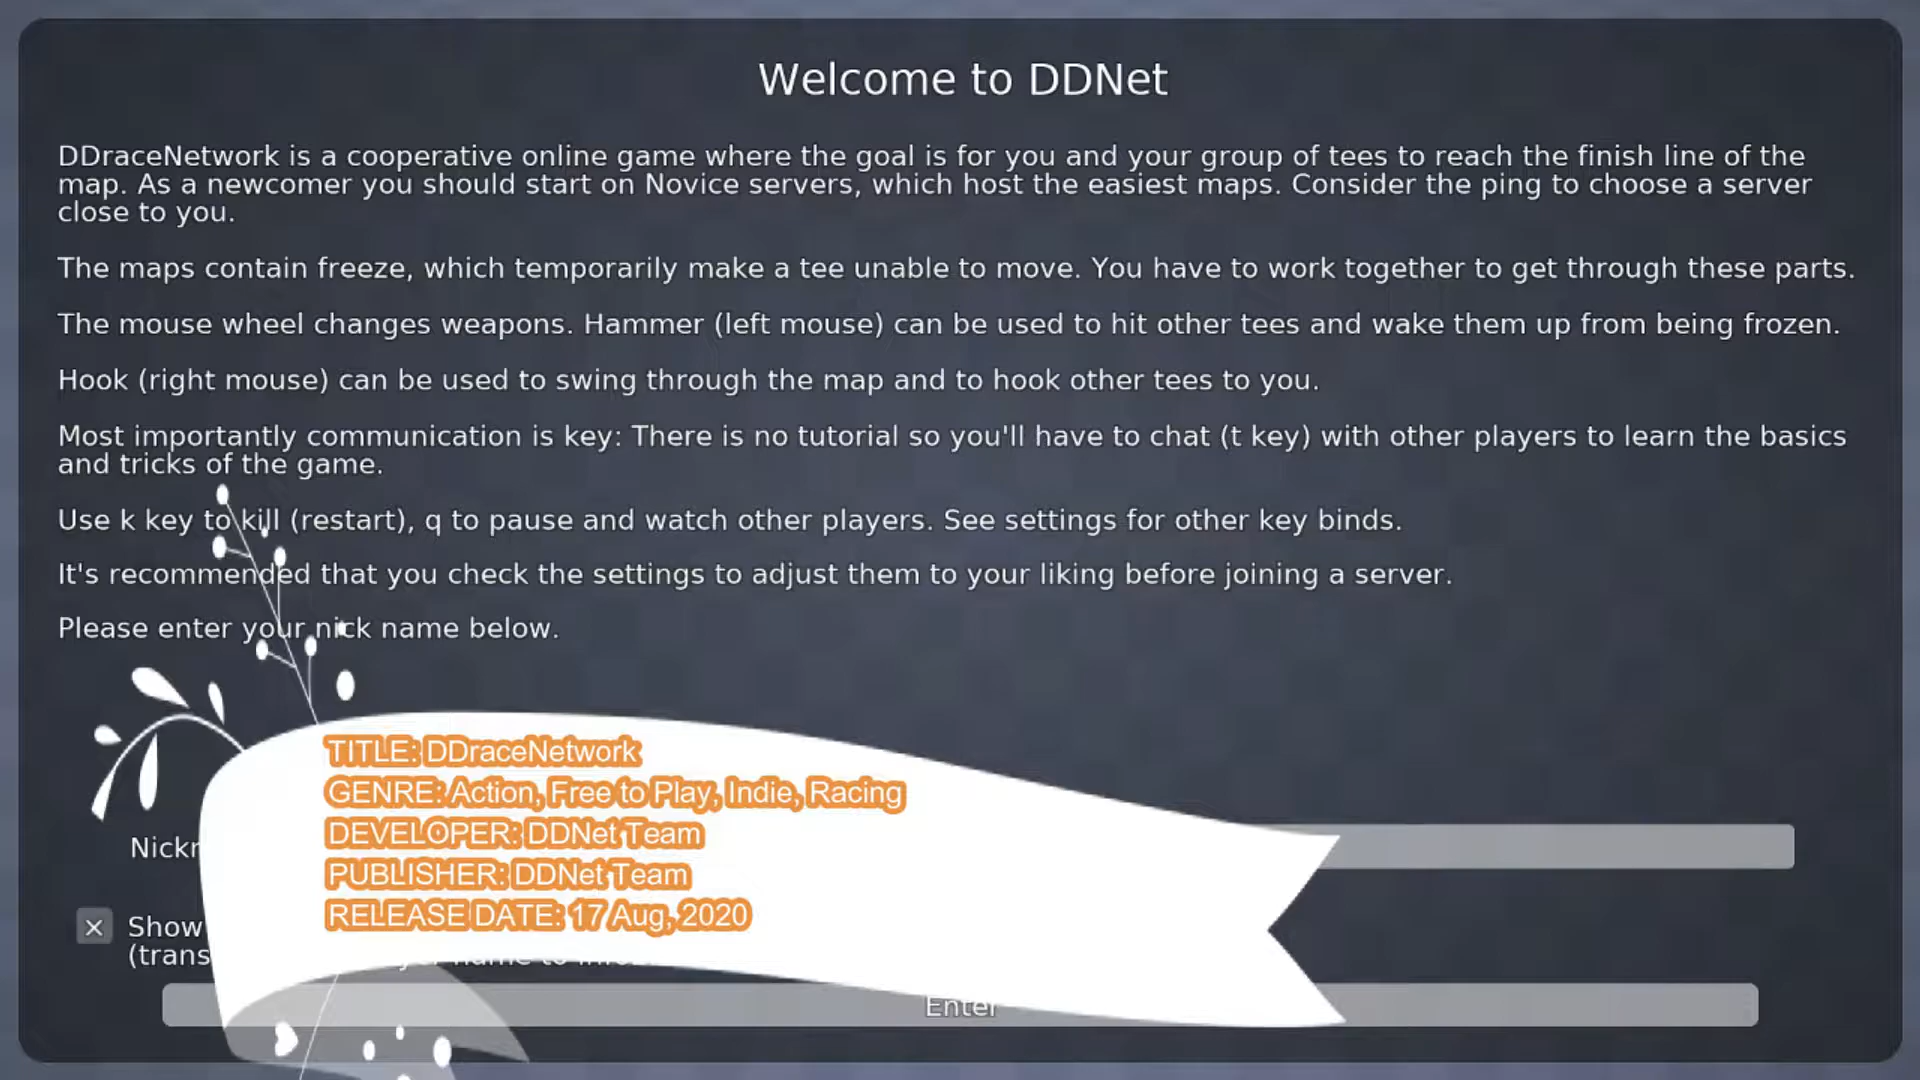 Welcome to DDNet
DDraceNetwork is a cooperative online game where the goal is for you and your group of tees to reach the finish line of the
map. As a newcomer you should start on Novice servers, which host the easiest maps. Consider the ping to choose a server
close to you.
The maps contain freeze, which temporarily make a tee unable to move. You have to work together to get through these parts.
The mouse wheel changes weapons. Hammer (left mouse) can be used to hit other tees and wake them up from being frozen.
Hook (right mouse) can be used to swing through the map and to hook other tees to you.
Most importantly communication is key: There is no tutorial so you'll have to chat (t key) with other players to learn the basics
and tricks of the game.
Use k key to kill (restart), q to pause and watch other players. See settings for other key binds.
It's recommended that you check the settings to adjust them to your liking before joining a server.
Please enter your nick name below.
TITLE: DDraceNetwork
GENRE: Action, Free to Play, Indie, Racing
DEVELOPER: DDNet Team
PUBLISHER: DDNet Team
RELEASE DATE: 17 Aug, 2020
Show
Enter